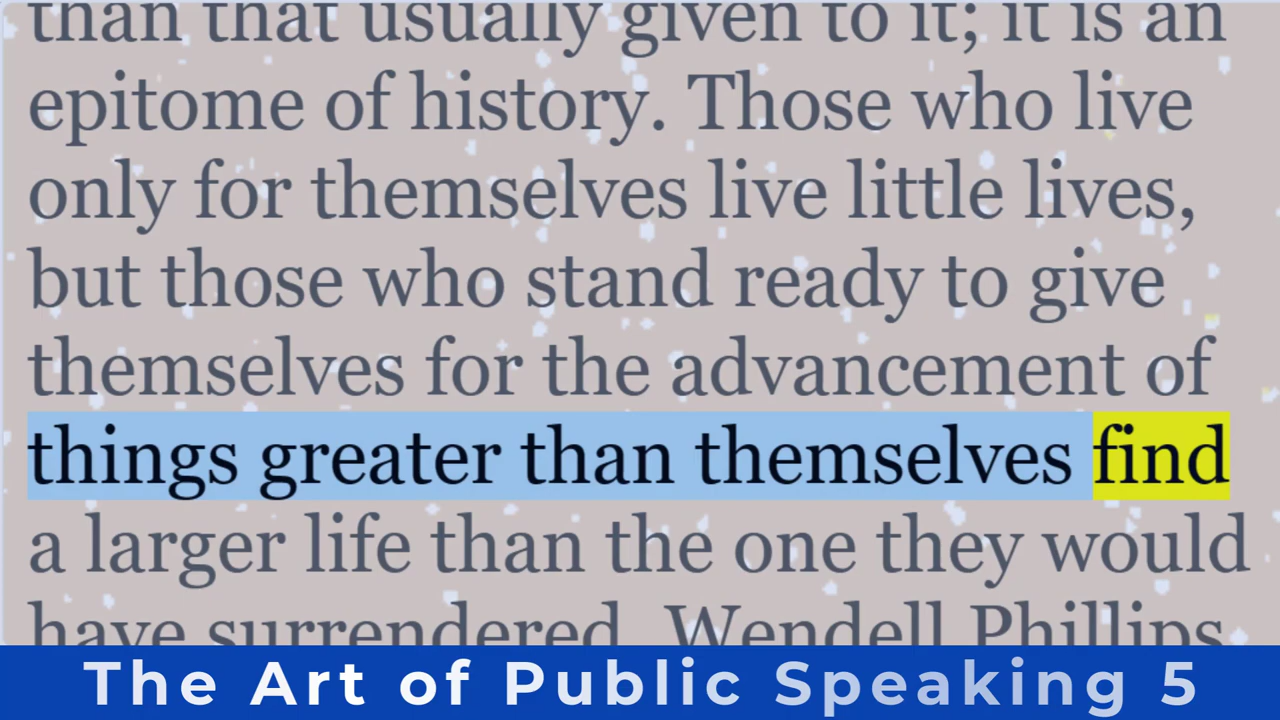 than that usually given to it; it is an
epitome of history. Those who live
only for themselves live little lives,
but those who stand ready to give
themselves for the advancement of
things greater than themselves find
a larger life than the one they would
have surrendered. Wendell Phillips
The Art of Public Speaking 5